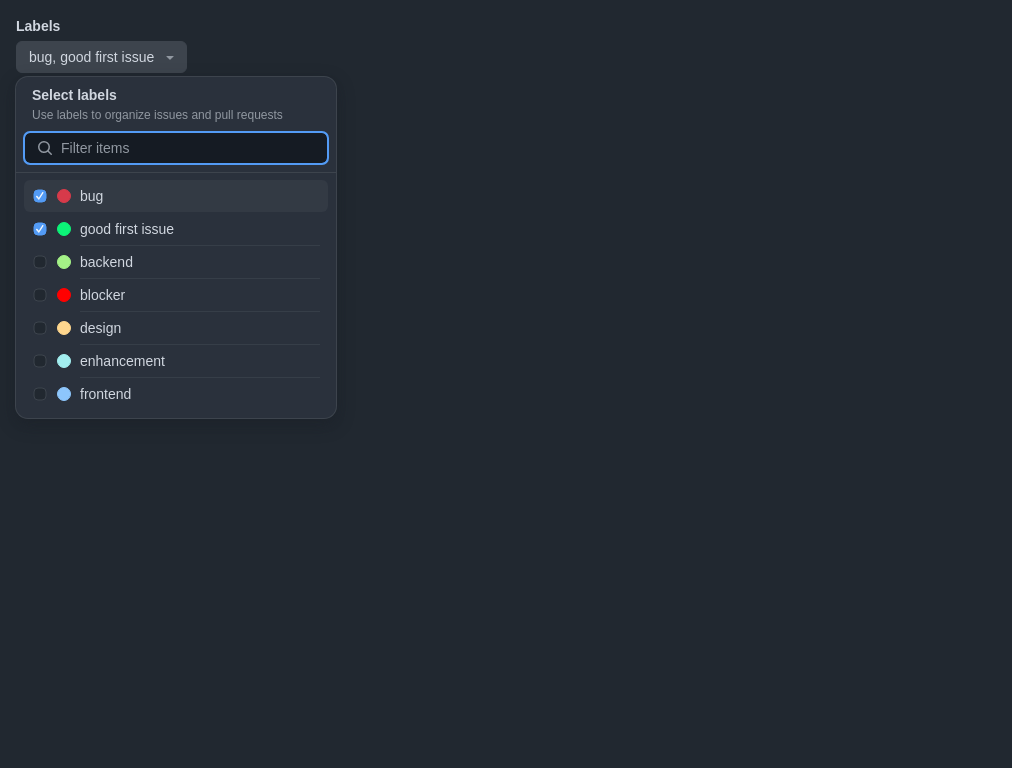 Labels
bug, good first issue
Select labels
Use labels to organize issues and pull requests
Filter items
bug
good first issue
backend
blocker
design
enhancement
frontend